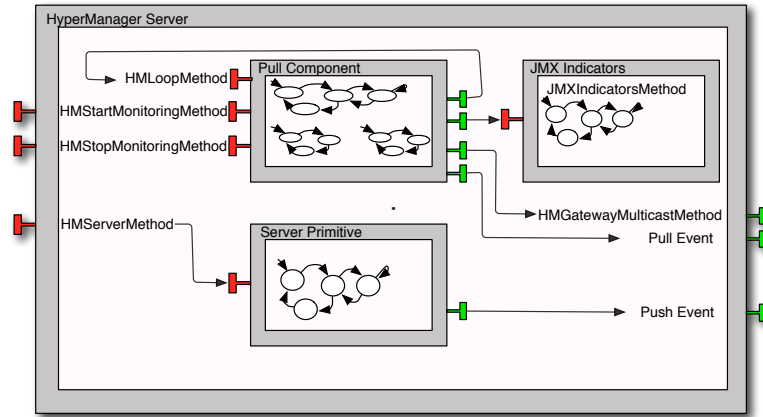 HyperManager Server
Pull Component
JMX Indicators
HMLoopMethod
JMXIndicatorsMethod
HMStartMonitoringMethod
HMStopMonitoringMethod
HMGatewayMulticastMethod
HMServerMethod
Server Primitive
Pull Event
Push Event